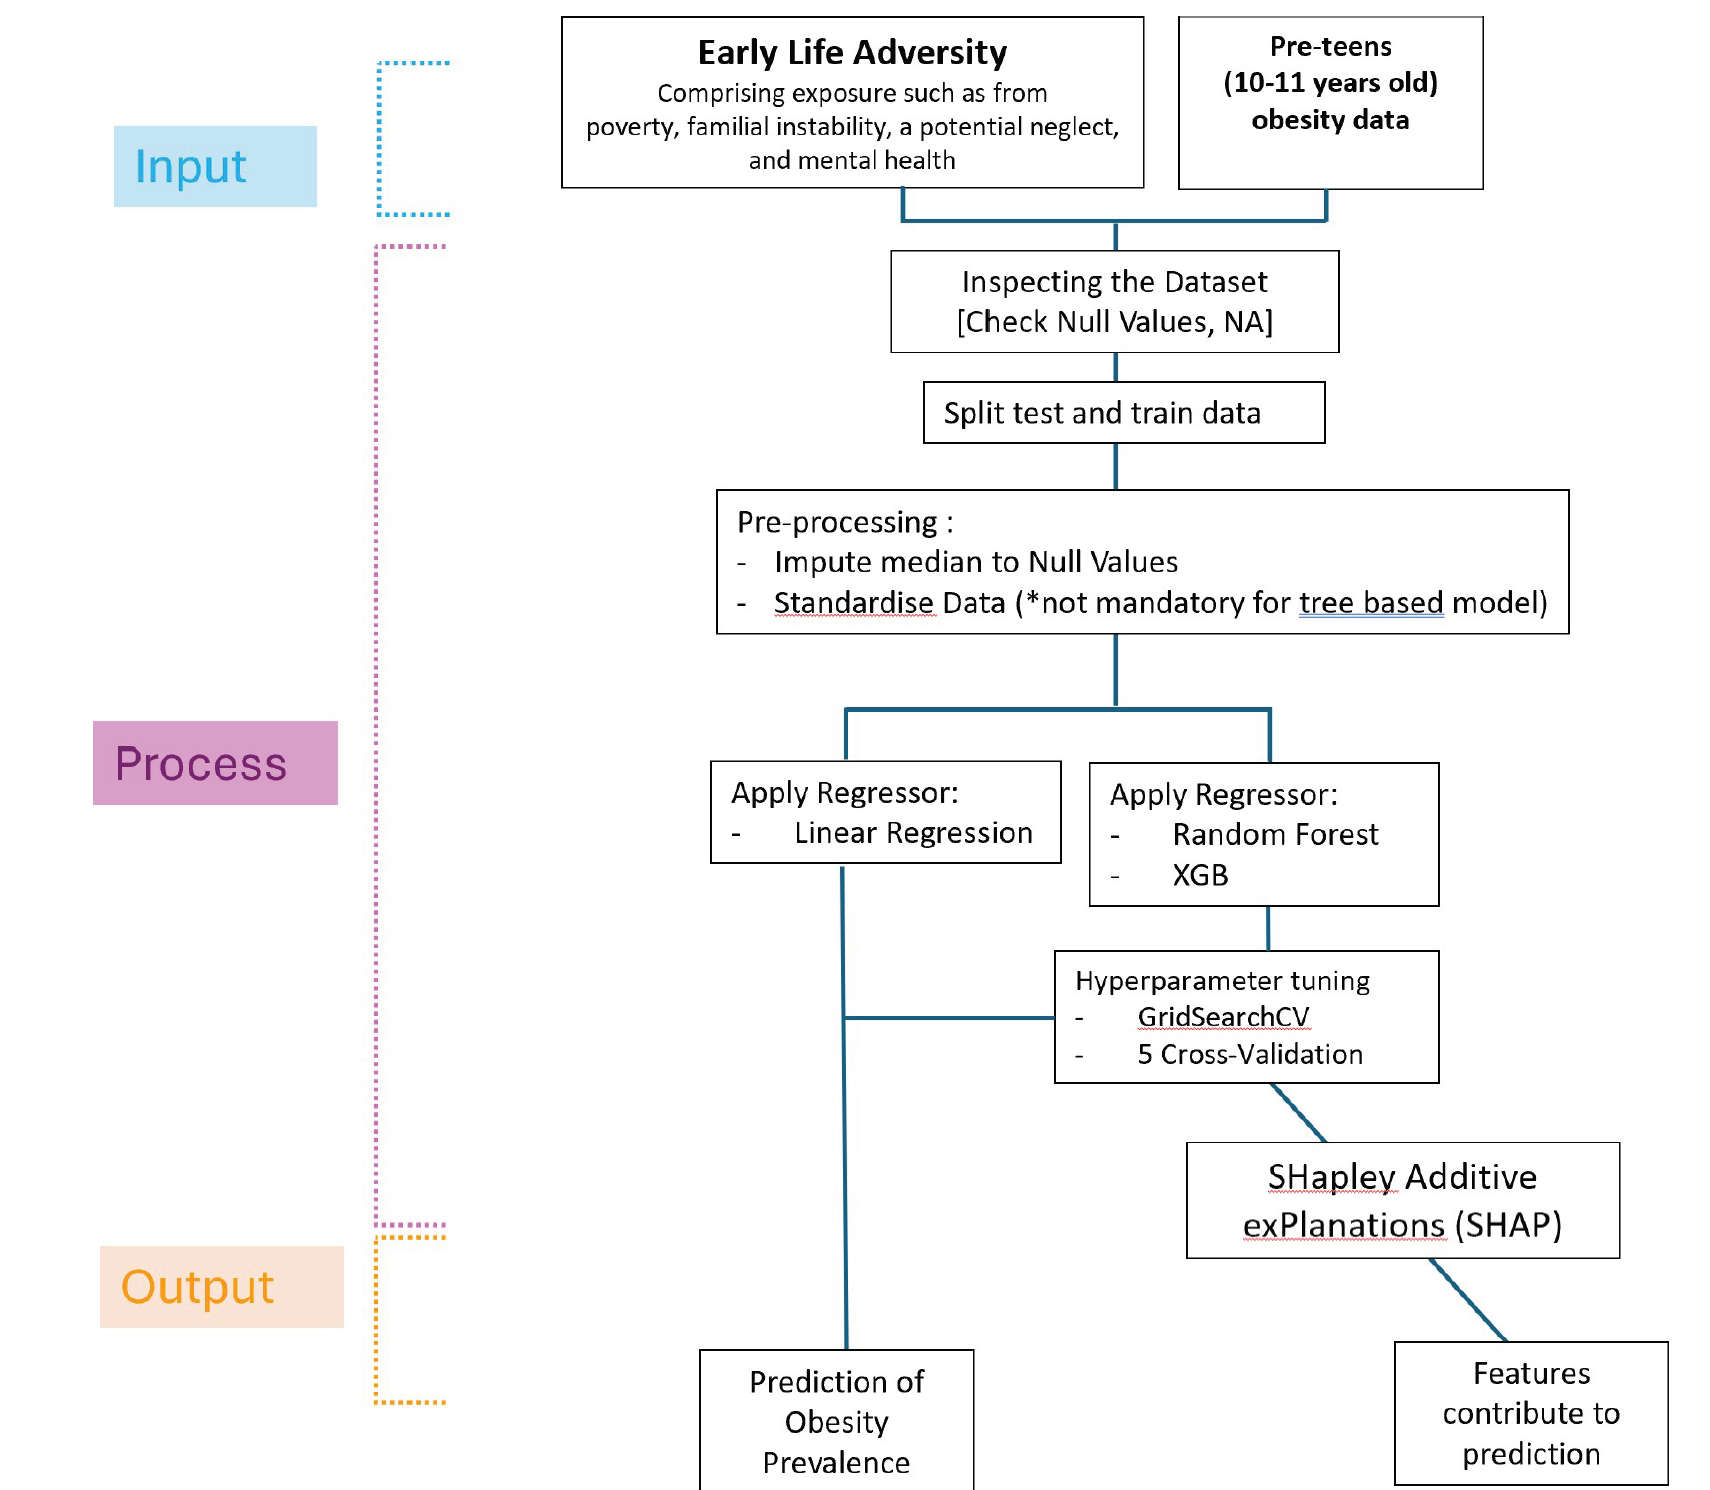 Early Life Adversity
Comprising exposure such as from
poverty, familial instability, a potential neglect,
and mental health
Pre-teens
(10-11 years old)
obesity data
Input
Inspecting the Dataset
[Check Null Values, NA]
Split test and train data
Pre-processing :
- Impute median to Null Values
- Standardise Data (*not mandatory for tree based model)
Process
Apply Regressor:
- Linear Regression
Apply Regressor:
- Random Forest
- XGB
Hyperparameter tuning
- GridSearchCV
- 5 Cross-Validation
SHapley Additive
exPlanations (SHAP)
Output
Prediction of
Obesity
Prevalence
Features
contribute to
prediction